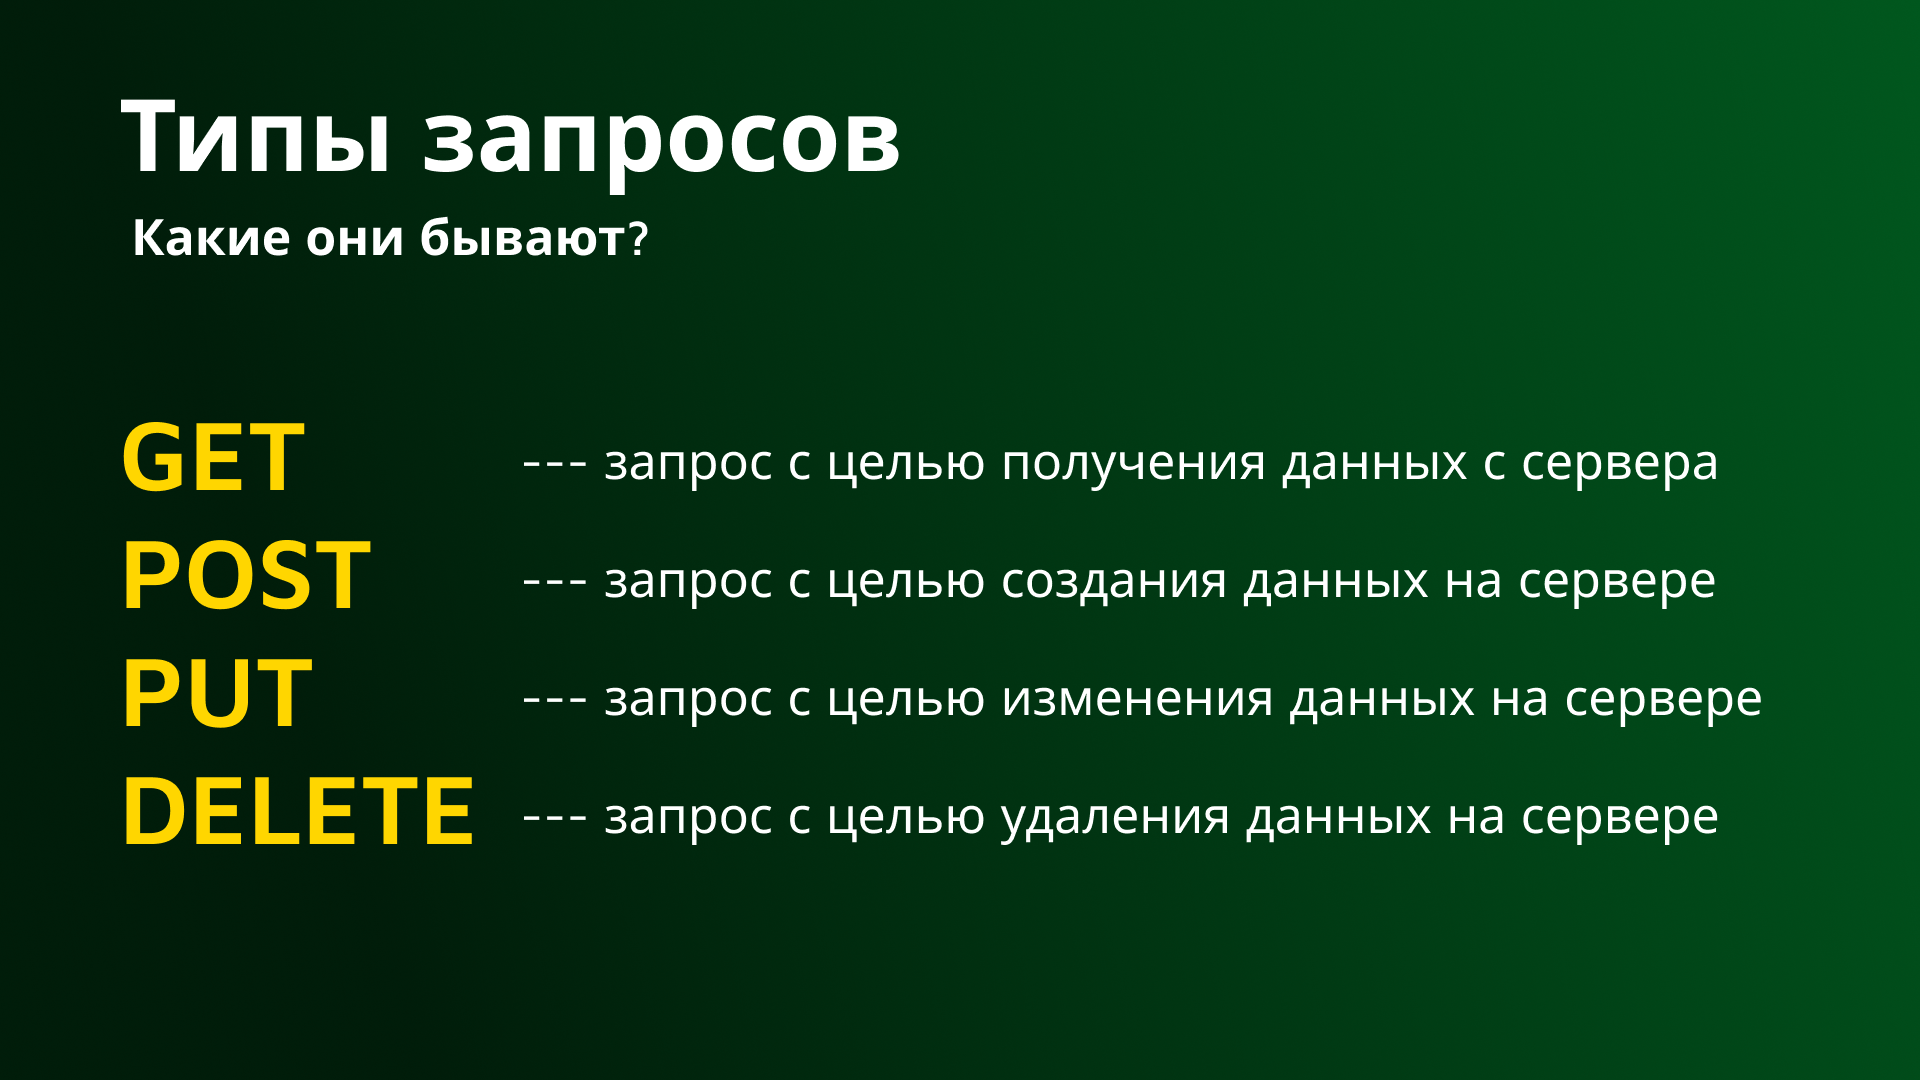 Типы запросов
Какие они бывают?
GET --- запрос с целью получения данных с сервера
POST --- запрос с целью создания данных на сервере
PUT --- запрос с целью изменения данных на сервере
DELETE --- запрос с целью удаления данных на сервере